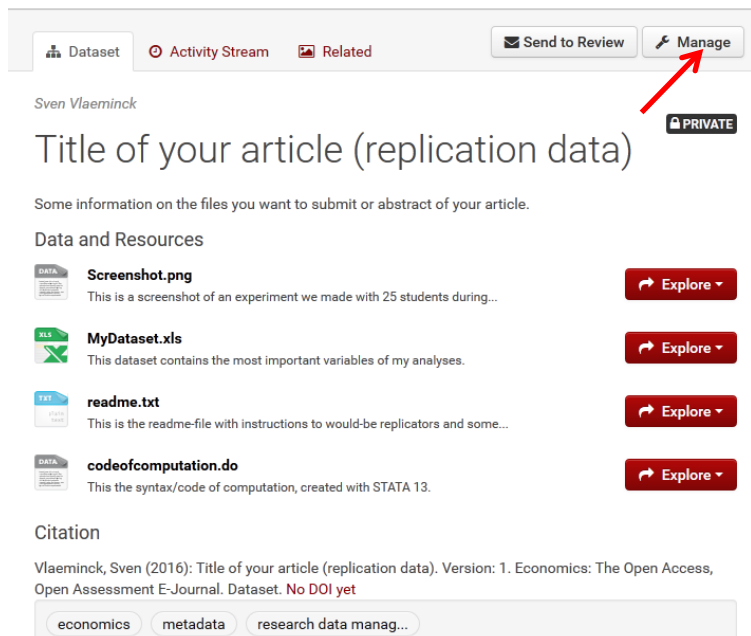 Dataset
Activity Stream
Related
Send to Review
Manage
Sven Vlaeminck
PRIVATE
Title of your article (replication data)
Some information on the files you want to submit or abstract of your article.
Data and Resources
DATA
Screenshot.png
Explore
This is a screenshot of an experiment we made with 25 students during...
XLS
MyDataset.xls
Explore
This dataset contains the most important variables of my analyses.
TXT
readme.txt
Explore
This is the readme-file with instructions to would-be replicators and some...
DATA
codeofcomputation.do
Explore
This the syntax/code of computation, created with STATA 13.
Citation
Vlaeminck, Sven (2016): Title of your article (replication data). Version: 1. Economics: The Open Access,
Open Assessment E-Journal. Dataset. No DOI yet
economics metadata research data manag...